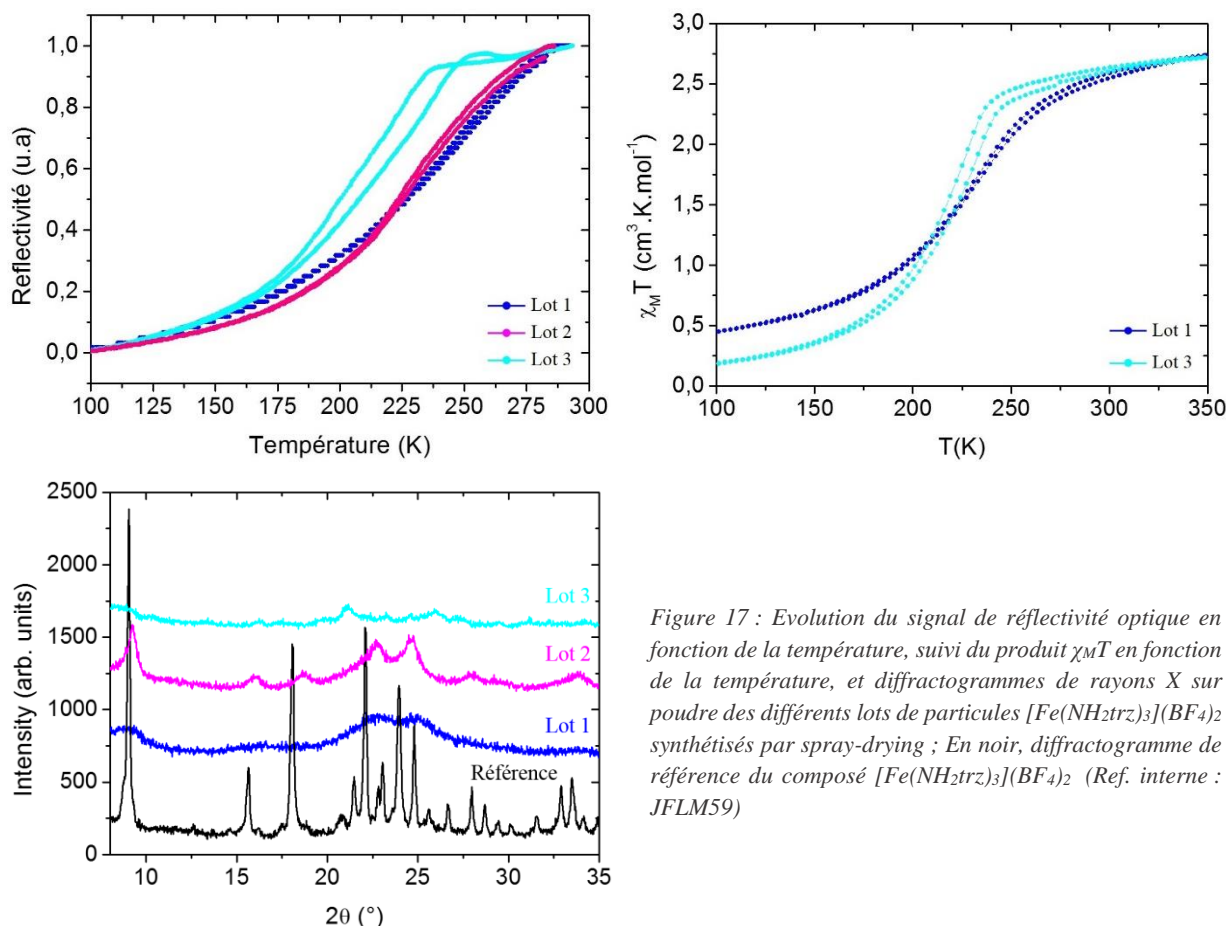 1,0
0,8
0,6
0,4
0,2
0,0
Reflectivité (u.a)
Lot 1
Lot 2
Lot 3
100 125 150 175 200 225 250 275 300
Température (K)
3,0
2,5
2,0
1,5
1,0
0,5
0,0
χMT (cm³.K.mol⁻¹)
Lot 1
Lot 3
100 150 200 250 300 350
T(K)
2500
2000
1500
1000
500
0
Intensity (arb. units)
Lot 3
Lot 2
Lot 1
Référence
10 15 20 25 30 35
2θ (°)
Figure 17 : Evolution du signal de réflectivité optique en
fonction de la température, suivi du produit χMT en fonction
de la température, et diffractogrammes de rayons X sur
poudre des différents lots de particules [Fe(NH₂trz)₃](BF₄)₂
synthétisés par spray-drying ; En noir, diffractogramme de
référence du composé [Fe(NH₂trz)₃](BF₄)₂ (Ref. interne :
JFLM59)